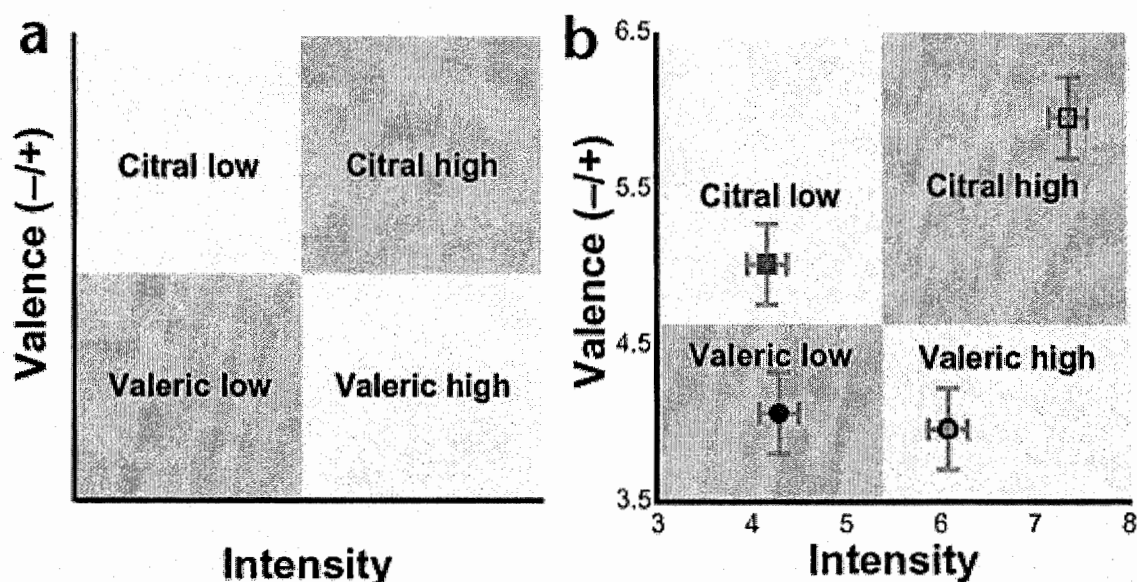 a
Valence (–/+)
Citral low
Citral high
Valeric low
Valeric high
Intensity
b
Valence (–/+)
6.5
5.5
4.5
3.5
Citral low
Citral high
Valeric low
Valeric high
3 4 5 6 7 8
Intensity